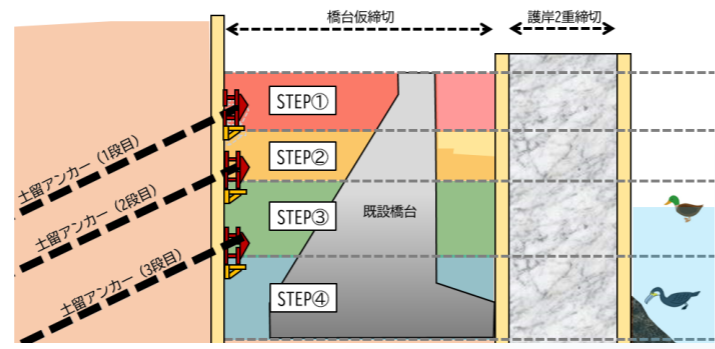 橋台仮締切
護岸2重締切
STEP①
土留アンカー（1段目）
STEP②
土留アンカー（2段目）
STEP③
既設橋台
土留アンカー（3段目）
STEP④